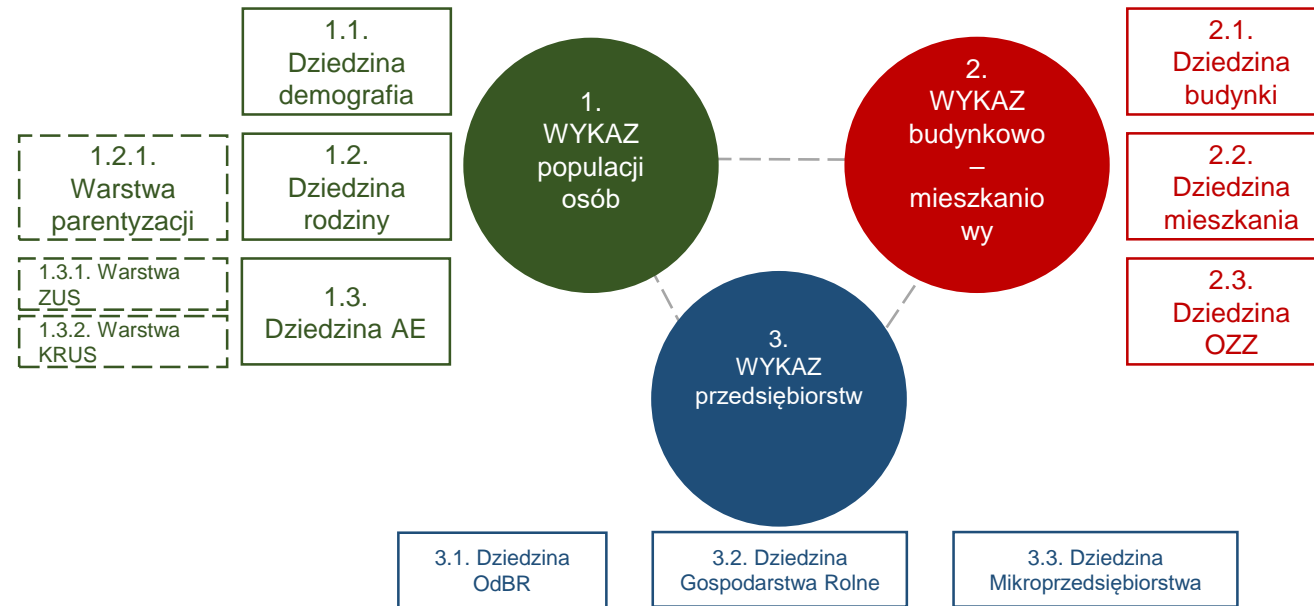 1.1.
Dziedzina
demografia
1.2.1.
Warstwa
parentyzacji
1.2.
Dziedzina
rodziny
1.3.1. Warstwa
ZUS
1.3.2. Warstwa
KRUS
1.3.
Dziedzina AE
1.
WYKAZ
populacji
osób
2.
WYKAZ
budynkowo
–
mieszkanio
wy
3.
WYKAZ
przedsiębiorstw
2.1.
Dziedzina
budynki
2.2.
Dziedzina
mieszkania
2.3.
Dziedzina
OZZ
3.1. Dziedzina
OdBR
3.2. Dziedzina
Gospodarstwa Rolne
3.3. Dziedzina
Mikroprzedsiębiorstwa